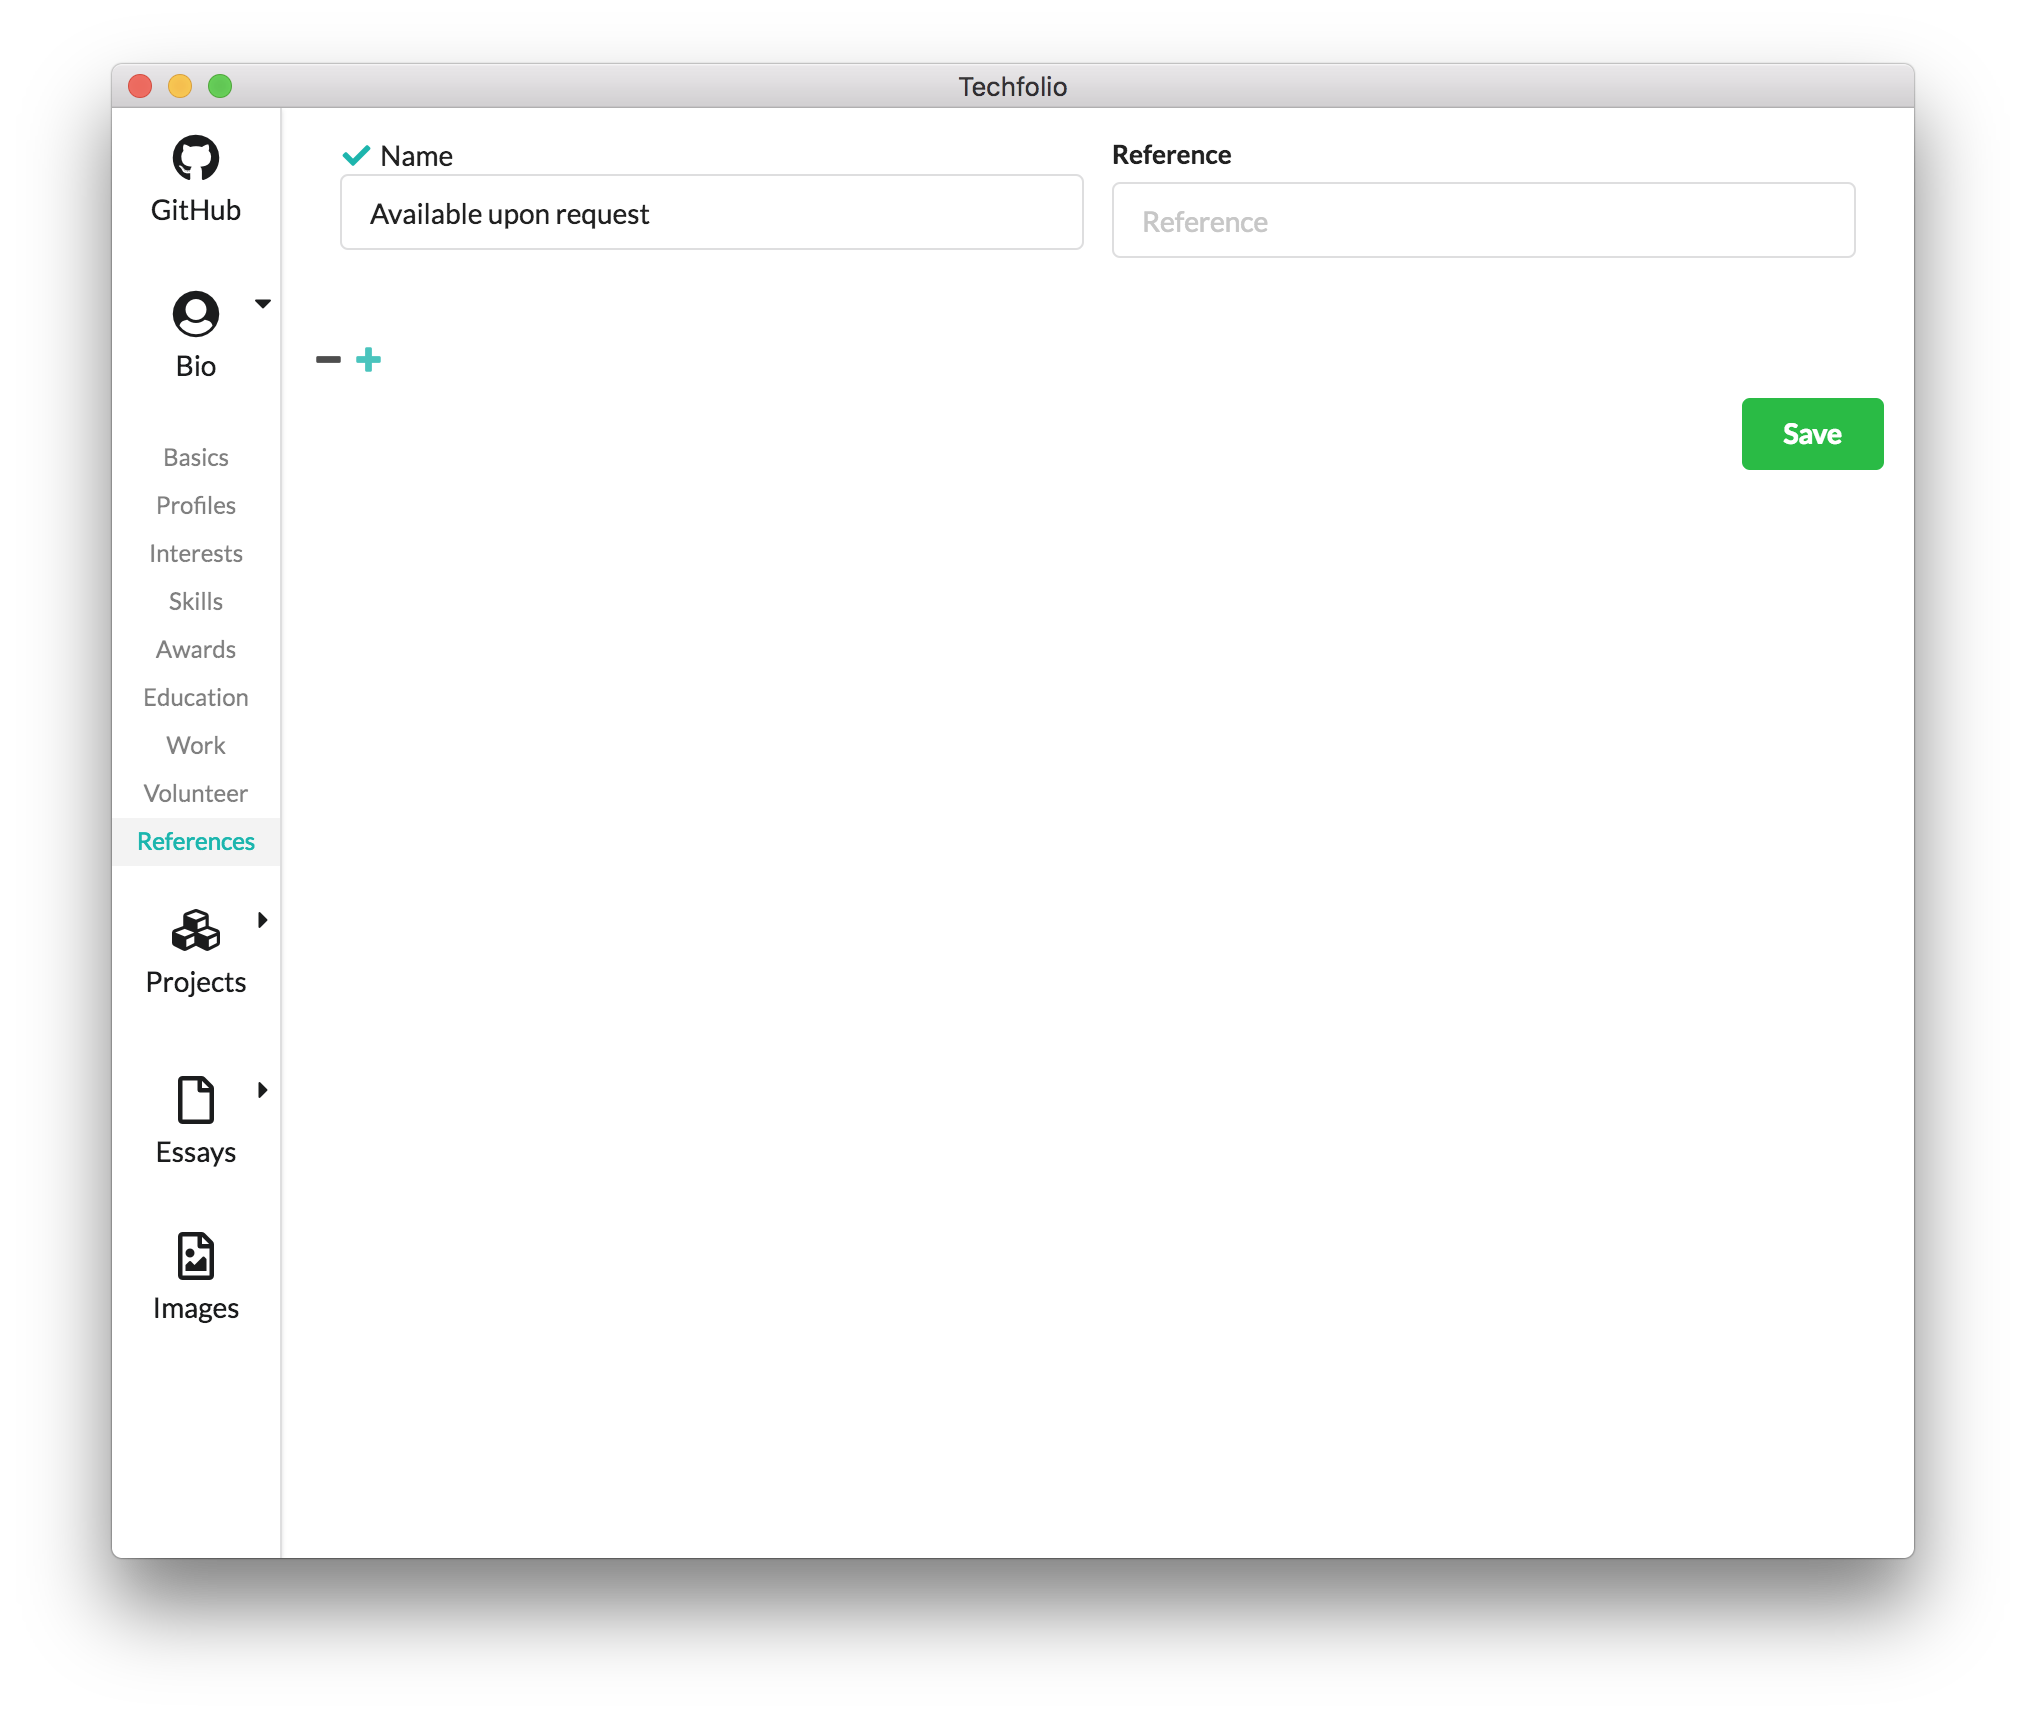 Techfolio
GitHub
Bio
Basics
Profiles
Interests
Skills
Awards
Education
Work
Volunteer
References
Projects
Essays
Images
Name
Available upon request
Reference
Reference
Save